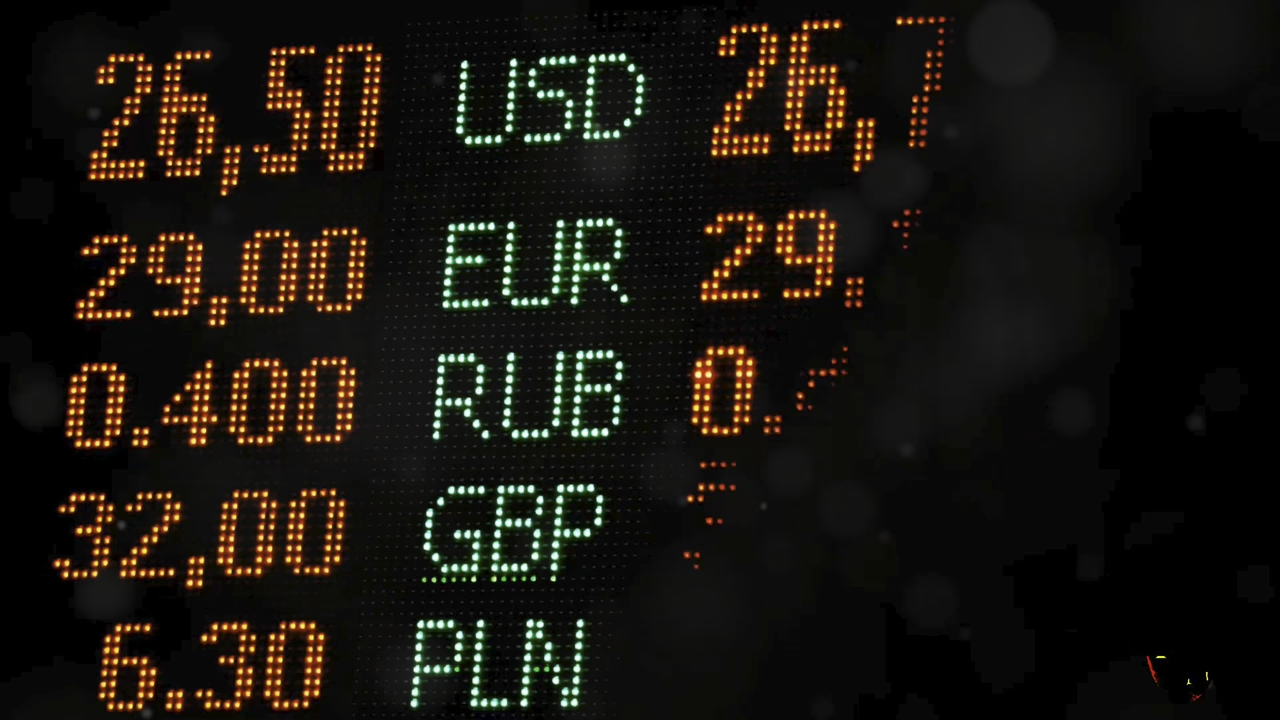 26,50 USD 26,7
29,00 EUR 29.
0.400 RUB 0.
32,00 GBP
6.30 PLN